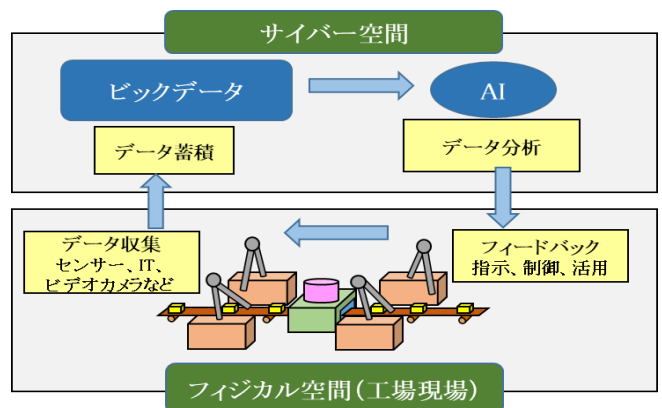 サイバー空間
ビックデータ
AI
データ蓄積
データ分析
データ収集
センサー、IT、
ビデオカメラなど
フィードバック
指示、制御、活用
フィジカル空間(工場現場)